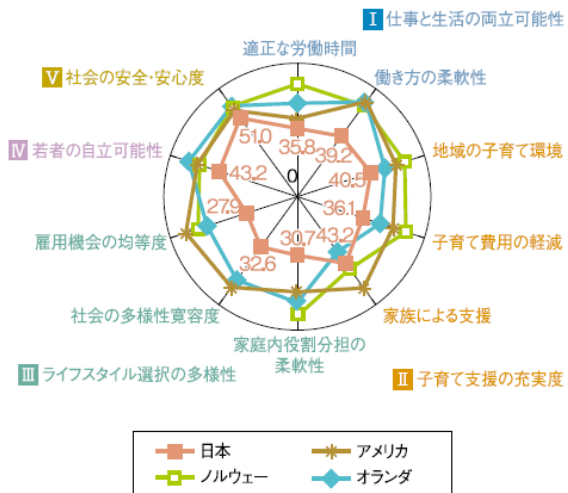 I 仕事と生活の両立可能性
適正な労働時間
V 社会の安全・安心度
働き方の柔軟性
51.0
35.8
39.2
IV 若者の自立可能性
地域の子育て環境
43.2
0
40.5
27.9
36.1
雇用機会の均等度
子育て費用の軽減
32.6
30.7
43.2
社会の多様性寛容度
家族による支援
家庭内役割分担の
柔軟性
III ライフスタイル選択の多様性
II 子育て支援の充実度
日本
アメリカ
ノルウェー
オランダ